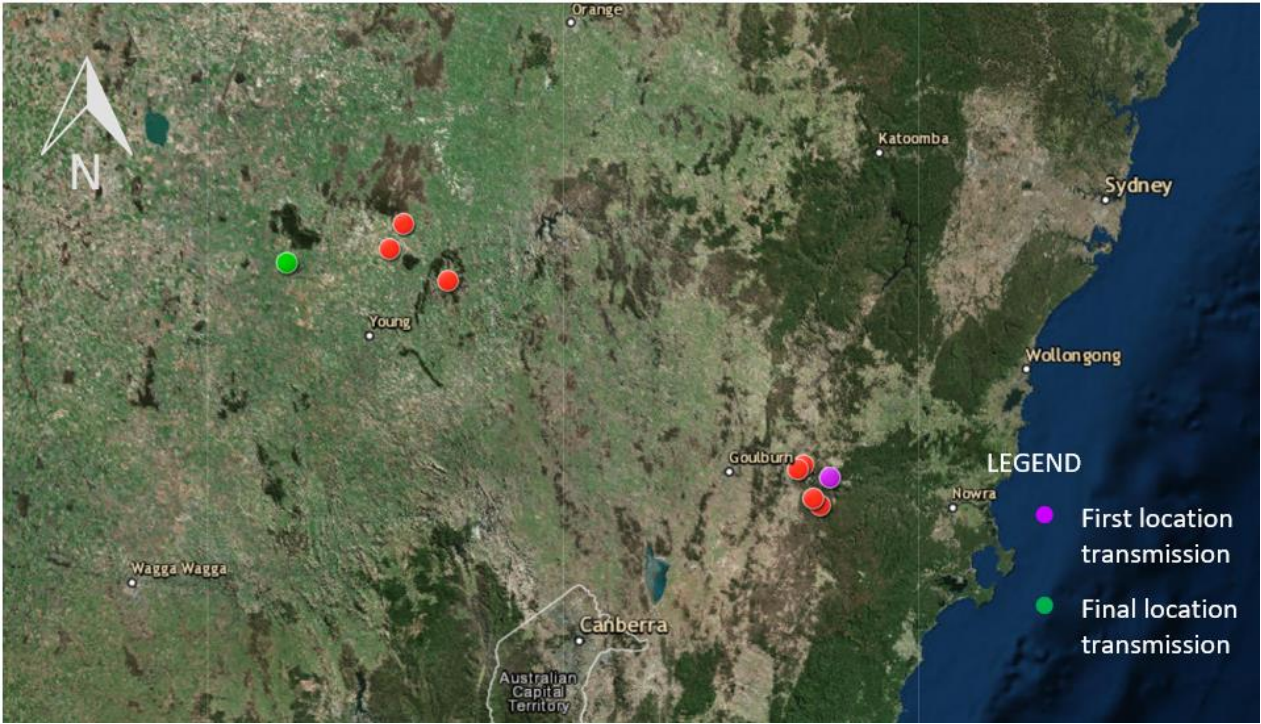 Orange
N
Katoomba
Sydney
Young
Wollongong
Goulburn
LEGEND
Nowra
First location
transmission
Wagga Wagga
Final location
transmission
Canberra
Australian
Capital
Territory